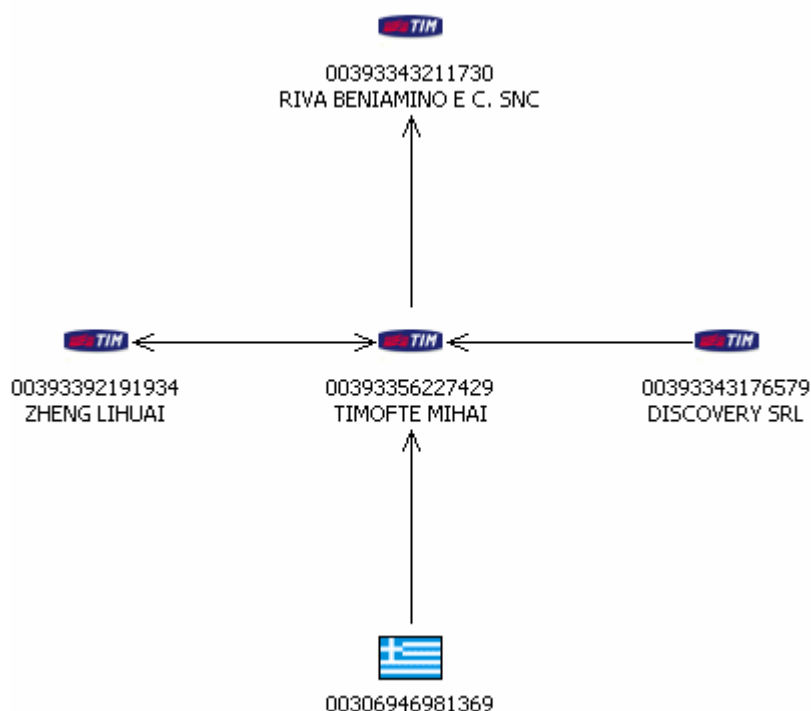 TIM
00393343211730
RIVA BENIAMINO E C. SNC
TIM
TIM
TIM
00393392191934
ZHENG LIHUAI
00393356227429
TIMOFTE MIHAI
00393343176579
DISCOVERY SRL
00306946981369